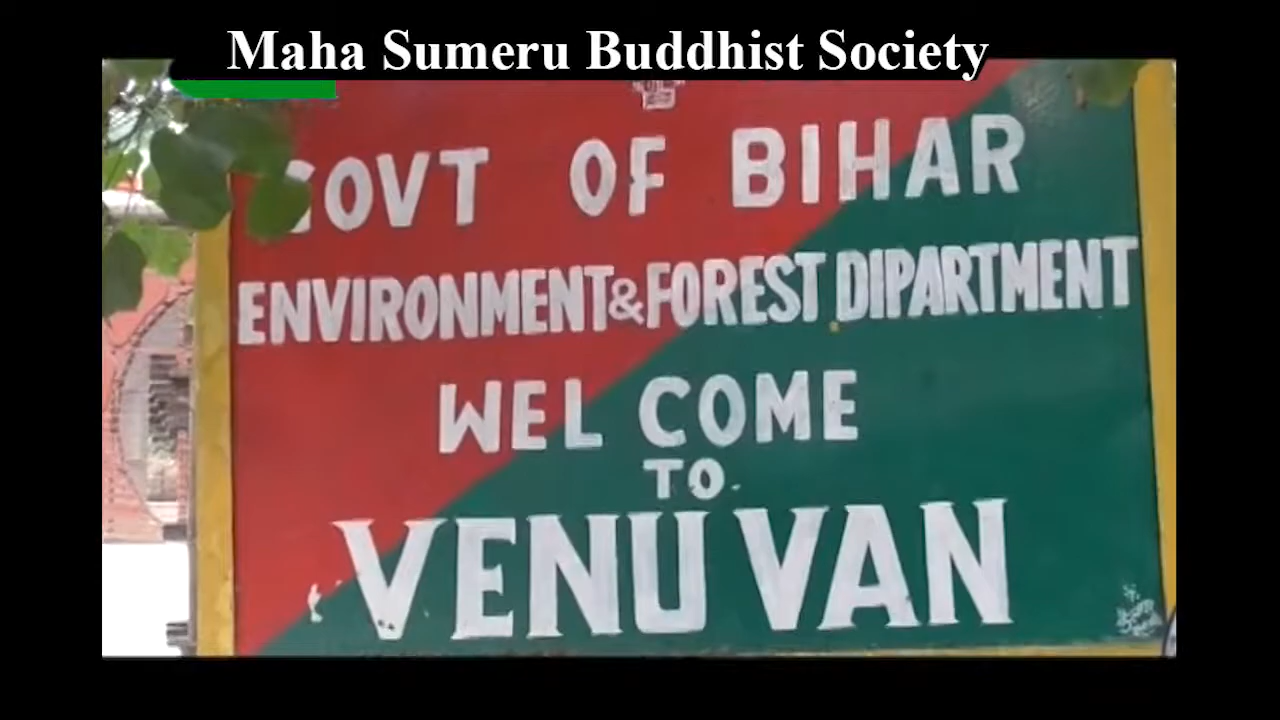 Maha Sumeru Buddhist Society
GOVT OF BIHAR
ENVIRONMENT&FOREST DIPARTMENT
WEL COME
TO
VENU VAN